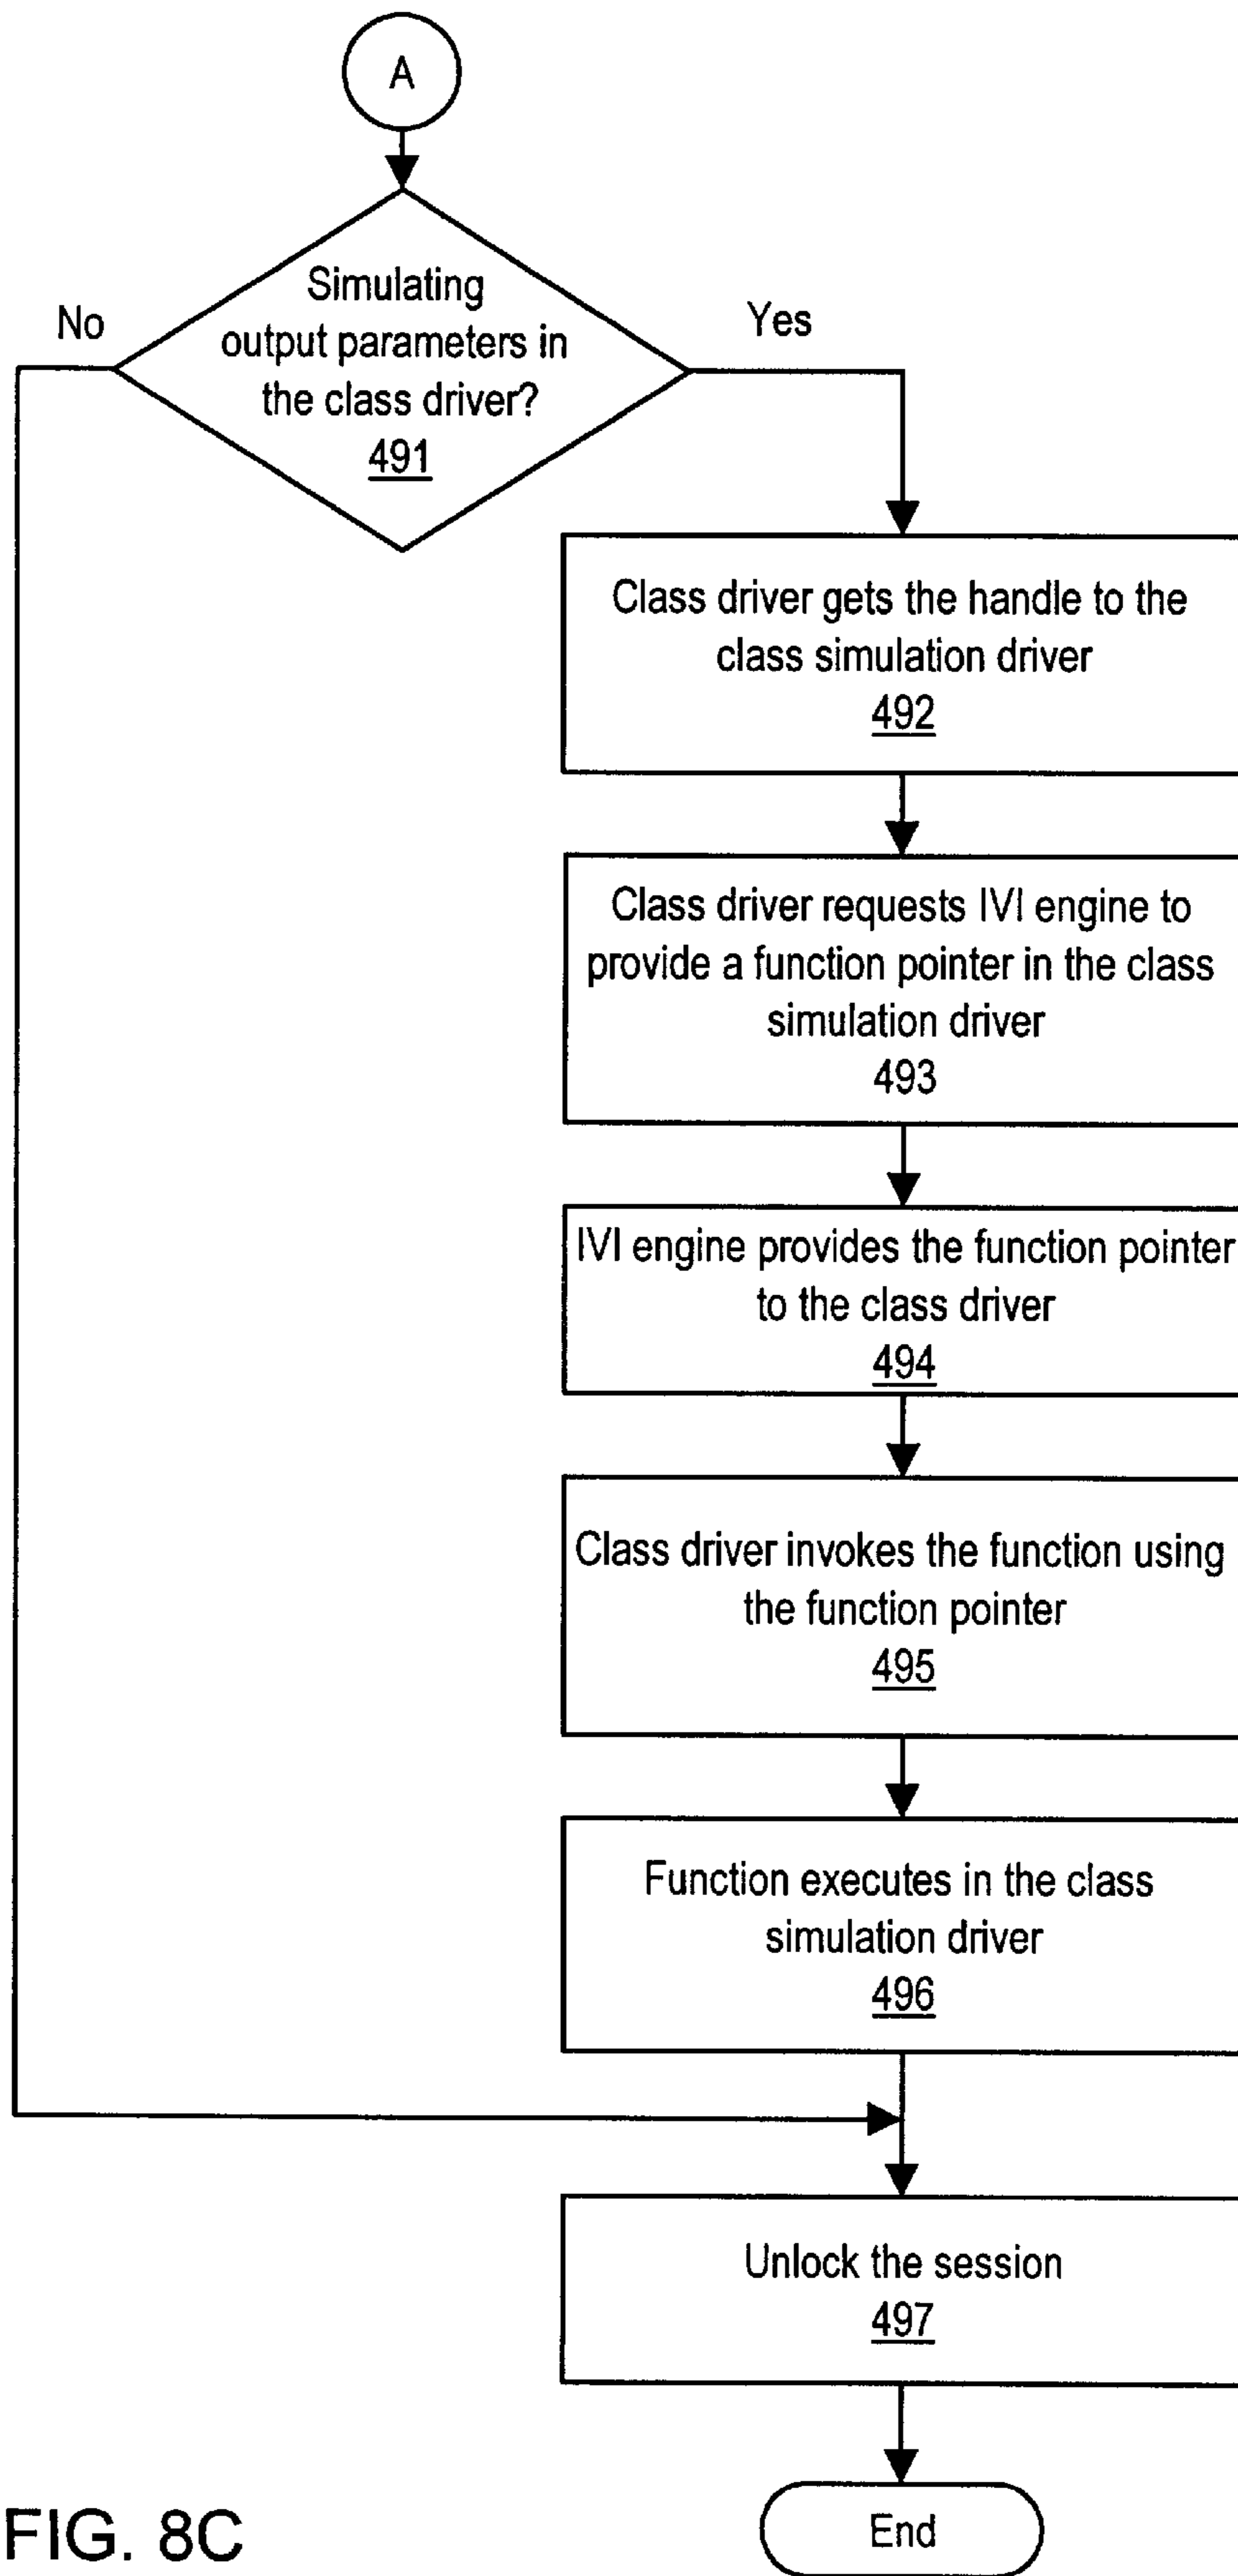 A
Simulating
output parameters in
the class driver?
491
No
Yes
Class driver gets the handle to the
class simulation driver
492
Class driver requests IVI engine to
provide a function pointer in the class
simulation driver
493
IVI engine provides the function pointer
to the class driver
494
Class driver invokes the function using
the function pointer
495
Function executes in the class
simulation driver
496
Unlock the session
497
End
FIG. 8C